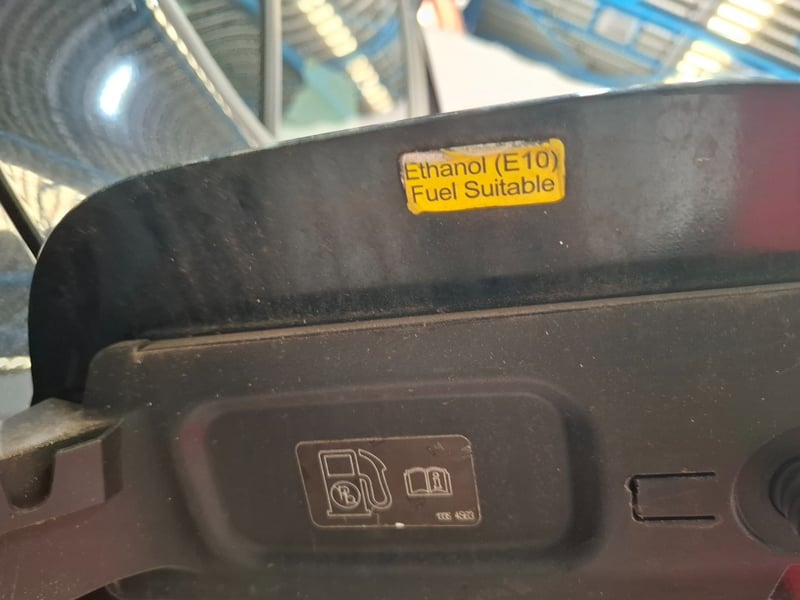 Ethanol (E10)
Fuel Suitable